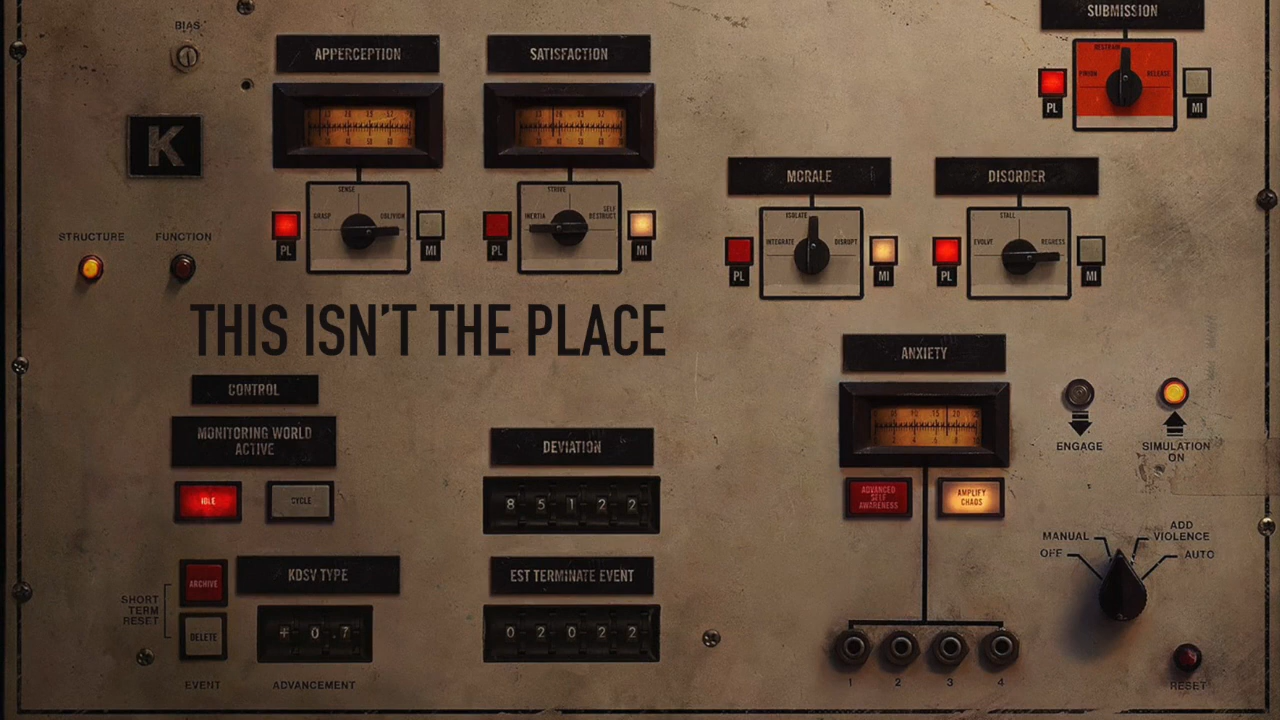 BIAS
APPERCEPTION
SATISFACTION
SUBMISSION
RESTRAIN
PINION
RELEASE
PL
MI
K
SENSE
GRASP
OBLIVION
PL
MI
STRIVE
INERTIA
SELF
DESTRUCT
PL
MI
MORALE
DISORDER
ISOLATE
INTEGRATE
DISRUPT
PL
MI
STALL
EVOLVE
REGRESS
PL
MI
STRUCTURE
FUNCTION
THIS ISN'T THE PLACE
CONTROL
MONITORING WORLD
ACTIVE
IDLE
CYCLE
DEVIATION
8 5 1 2 2
ANXIETY
ADVANCED
SELF
AWARENESS
AMPLIFY
CHAOS
ENGAGE
SIMULATION
ON
MANUAL
ADD
VIOLENCE
OFF
AUTO
SHORT
TERM
RESET
ARCHIVE
DELETE
EVENT
KDSV TYPE
+ 0.7
ADVANCEMENT
EST TERMINATE EVENT
0 2 0 2 2
1 2 3 4
RESET